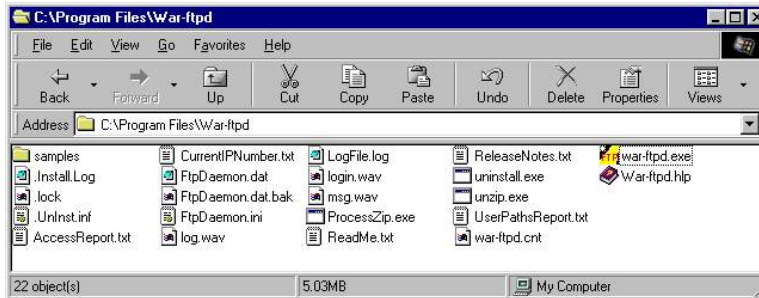 C:\Program Files\War-ftpd
File Edit View Go Favorites Help
Back Forward Up Cut Copy Paste Undo Delete Properties Views
Address C:\Program Files\War-ftpd
samples CurrentIPNumber.txt LogFile.log ReleaseNotes.txt war-ftpd.exe
.Install.Log FtpDaemon.dat login.wav uninstall.exe War-ftpd.hlp
.lock FtpDaemon.dat.bak msg.wav unzip.exe
.UnInst.inf FtpDaemon.ini ProcessZip.exe UserPathsReport.txt
AccessReport.txt log.wav ReadMe.txt war-ftpd.cnt
22 object(s) 5.03MB My Computer